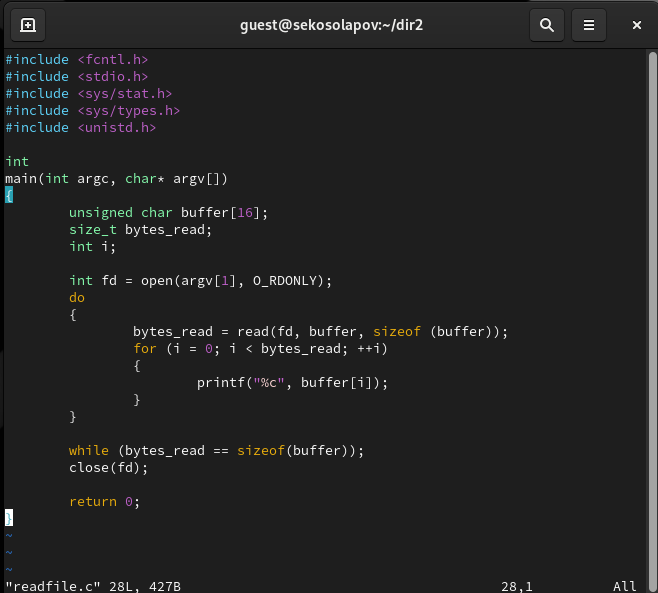 guest@sekosolapov:~/dir2
#include <fcntl.h>
#include <stdio.h>
#include <sys/stat.h>
#include <sys/types.h>
#include <unistd.h>

int
main(int argc, char* argv[])
{
        unsigned char buffer[16];
        size_t bytes_read;
        int i;

        int fd = open(argv[1], O_RDONLY);
        do
        {
                bytes_read = read(fd, buffer, sizeof (buffer));
                for (i = 0; i < bytes_read; ++i)
                {
                        printf("%c", buffer[i]);
                }
        }

        while (bytes_read == sizeof(buffer));
        close(fd);

        return 0;
}
~
~
~
"readfile.c" 28L, 427B 28,1 All